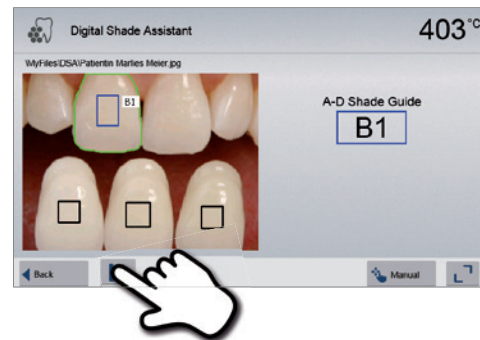 Digital Shade Assistant
403°C
\MyFiles\DSA\Patientin Marlies Meier.jpg
B1
A-D Shade Guide
B1
Back
Manual